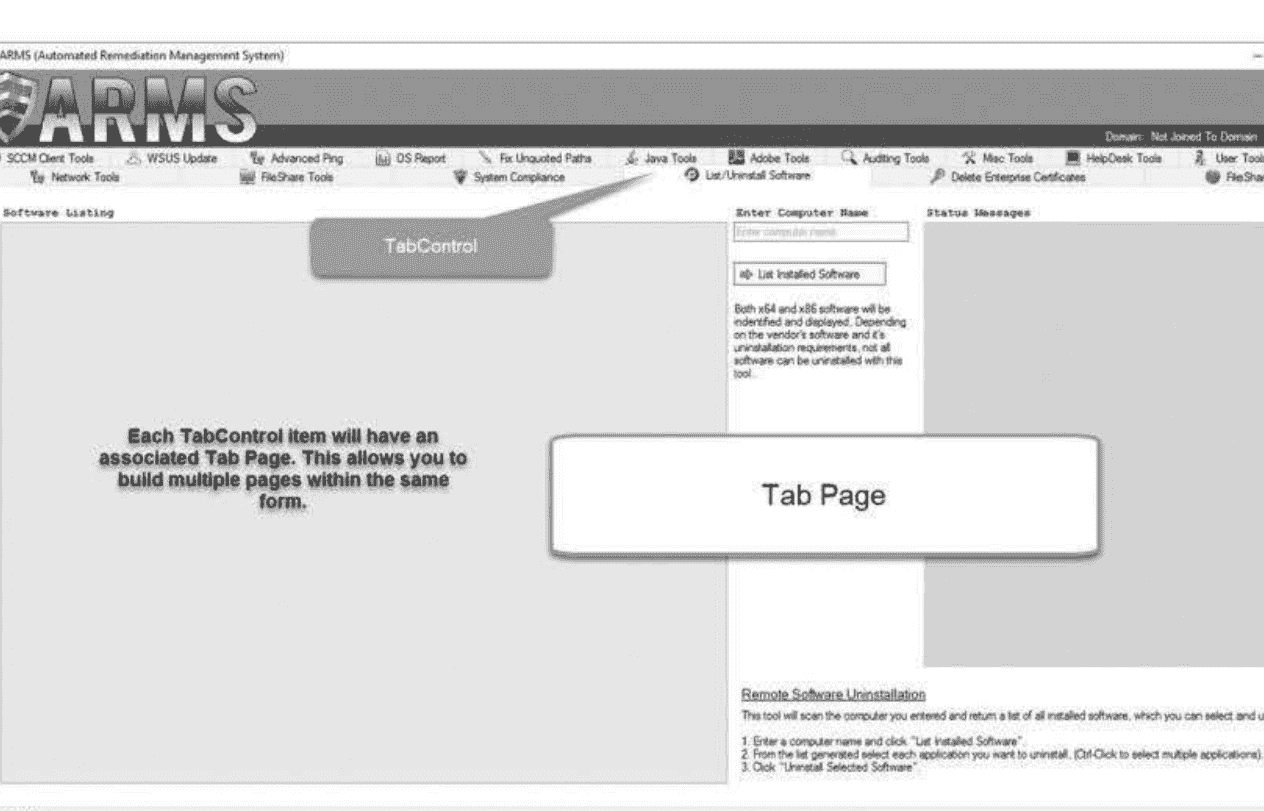 ARMS (Automated Remediation Management System)
ARMS
Domain: Not Joined To Domain
SCCM Client Tools WSUS Update Advanced Ping OS Report Fix Unquoted Paths Java Tools Adobe Tools Auditing Tools Misc Tools HelpDesk Tools User Tools
Network Tools FileShare Tools System Compliance List/Uninstall Software Delete Enterprise Certificates FileShar
Software Listing
Enter Computer Name
Status Messages
Enter computer name
TabControl
List Installed Software
Both x64 and x86 software will be
indentified and displayed. Depending
on the vendor's software and it's
uninstallation requirements, not all
software can be uninstalled with this
tool.
Each TabControl item will have an
associated Tab Page. This allows you to
build multiple pages within the same
form.
Tab Page
Remote Software Uninstallation
This tool will scan the computer you entered and return a list of all installed software, which you can select and u
1. Enter a computer name and click "List Installed Software".
2. From the list generated select each application you want to uninstall. (Ctrl-Click to select multiple applications).
3. Click "Uninstall Selected Software".